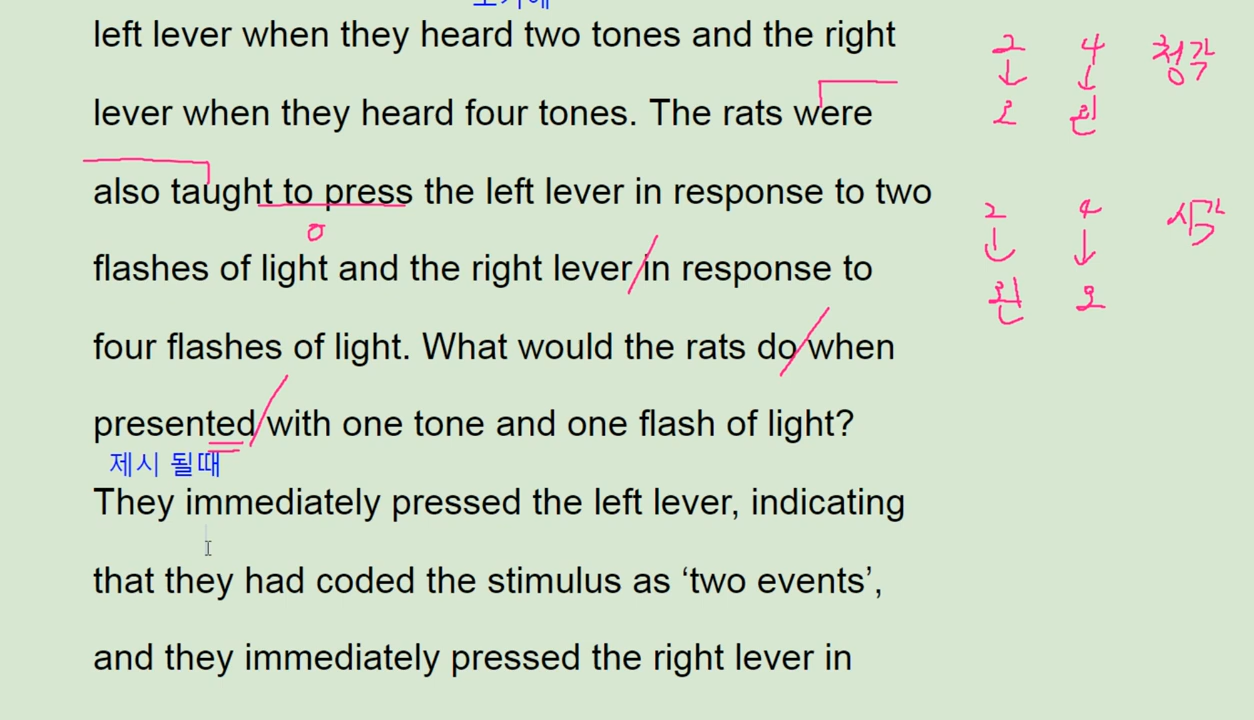 left lever when they heard two tones and the right
lever when they heard four tones. The rats were
also taught to press the left lever in response to two
flashes of light and the right lever in response to
four flashes of light. What would the rats do when
presented with one tone and one flash of light?
제시 될때
They immediately pressed the left lever, indicating
that they had coded the stimulus as ‘two events’,
and they immediately pressed the right lever in
2 4 청각
2 4 시각
왼 오